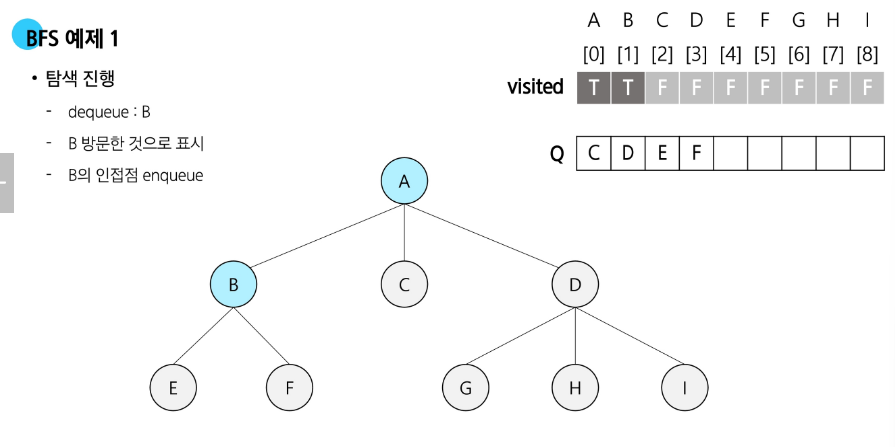 BFS 예제 1
• 탐색 진행
- dequeue : B
- B 방문한 것으로 표시
- B의 인접점 enqueue
A B C D E F G H I
[0] [1] [2] [3] [4] [5] [6] [7] [8]
visited T T F F F F F F F
Q C D E F
A
B C D
E F G H I